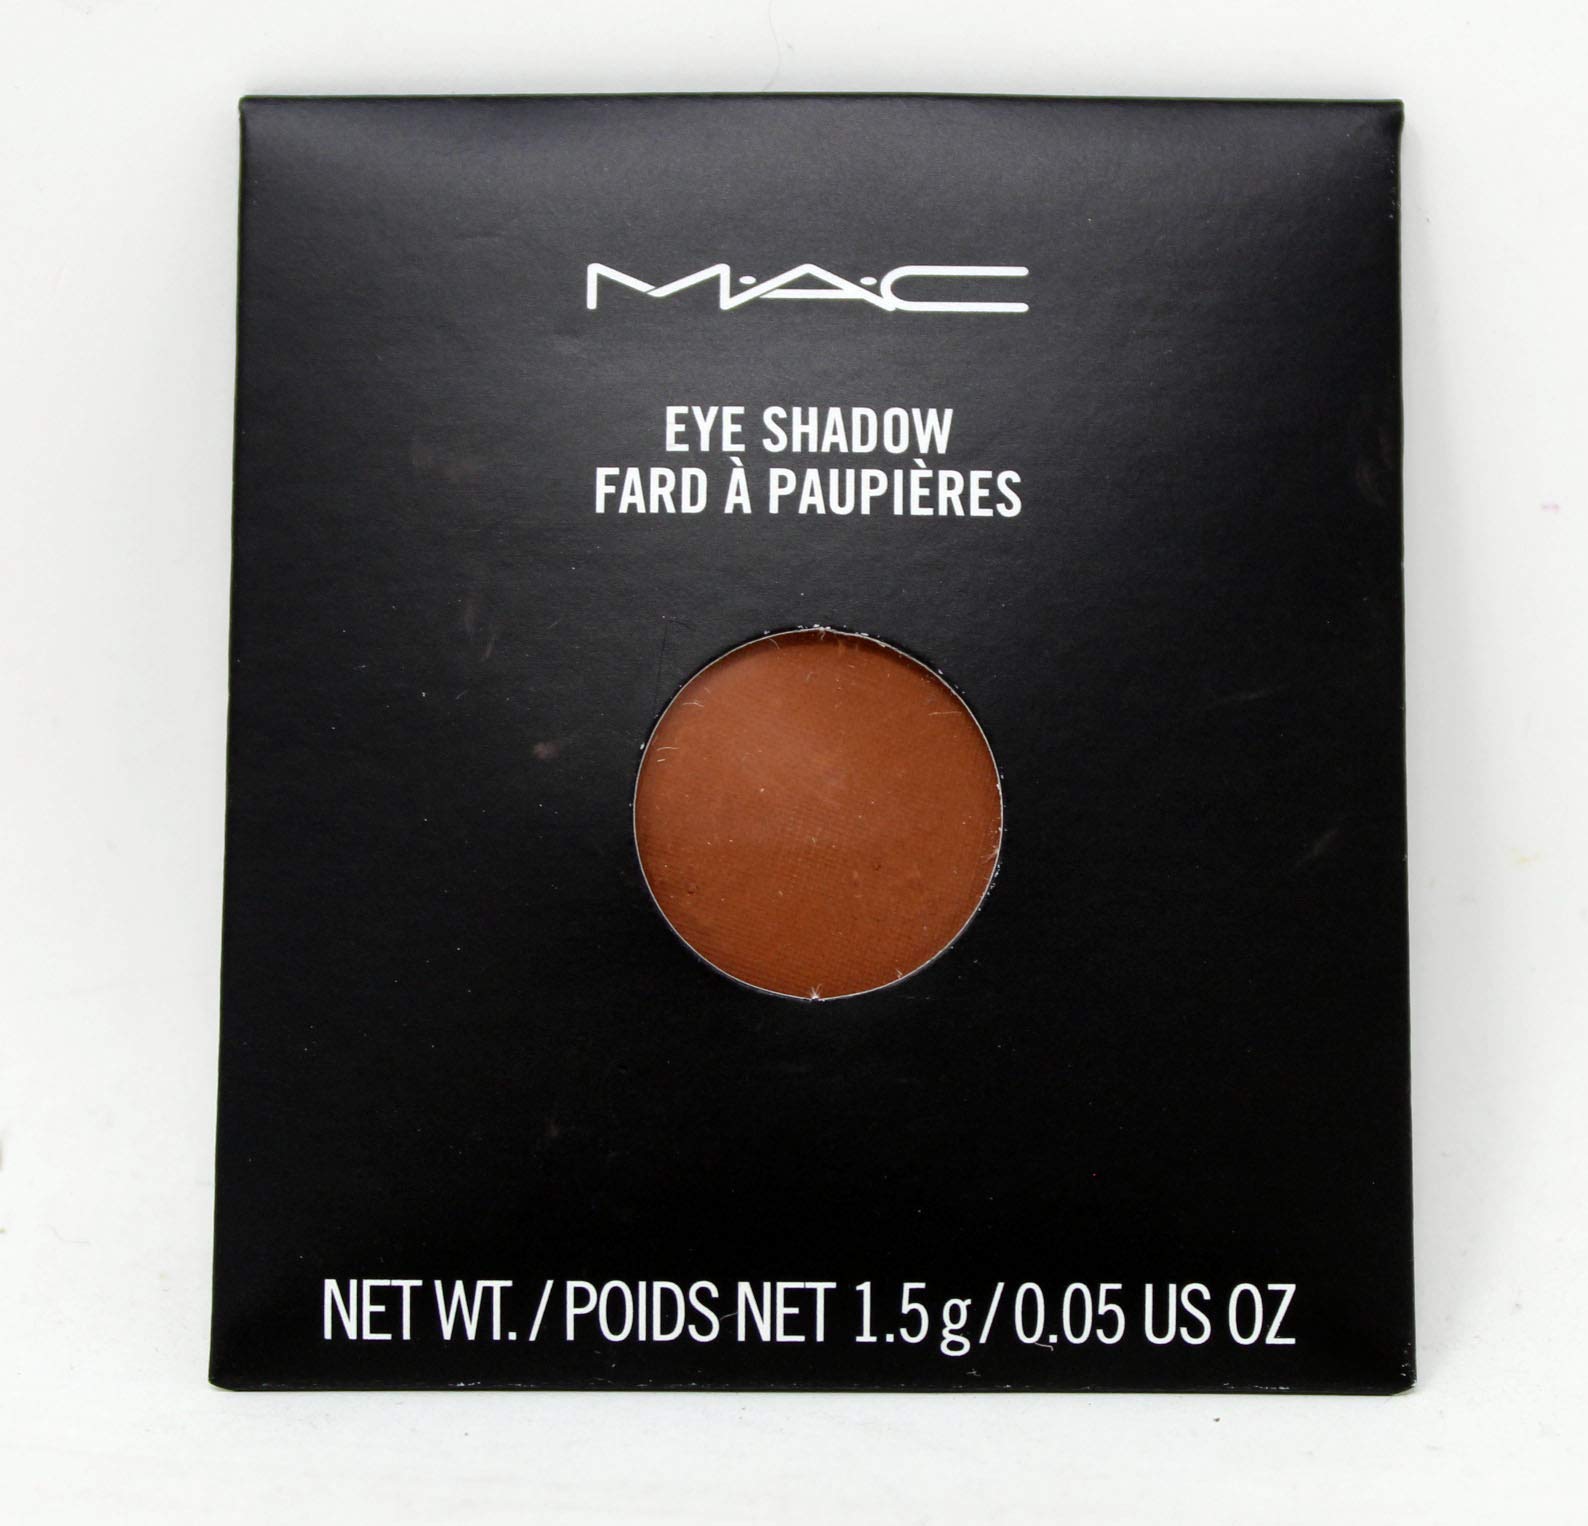 M·A·C
EYE SHADOW
FARD À PAUPIÈRES
NET WT. / POIDS NET 1.5 g / 0.05 US OZ